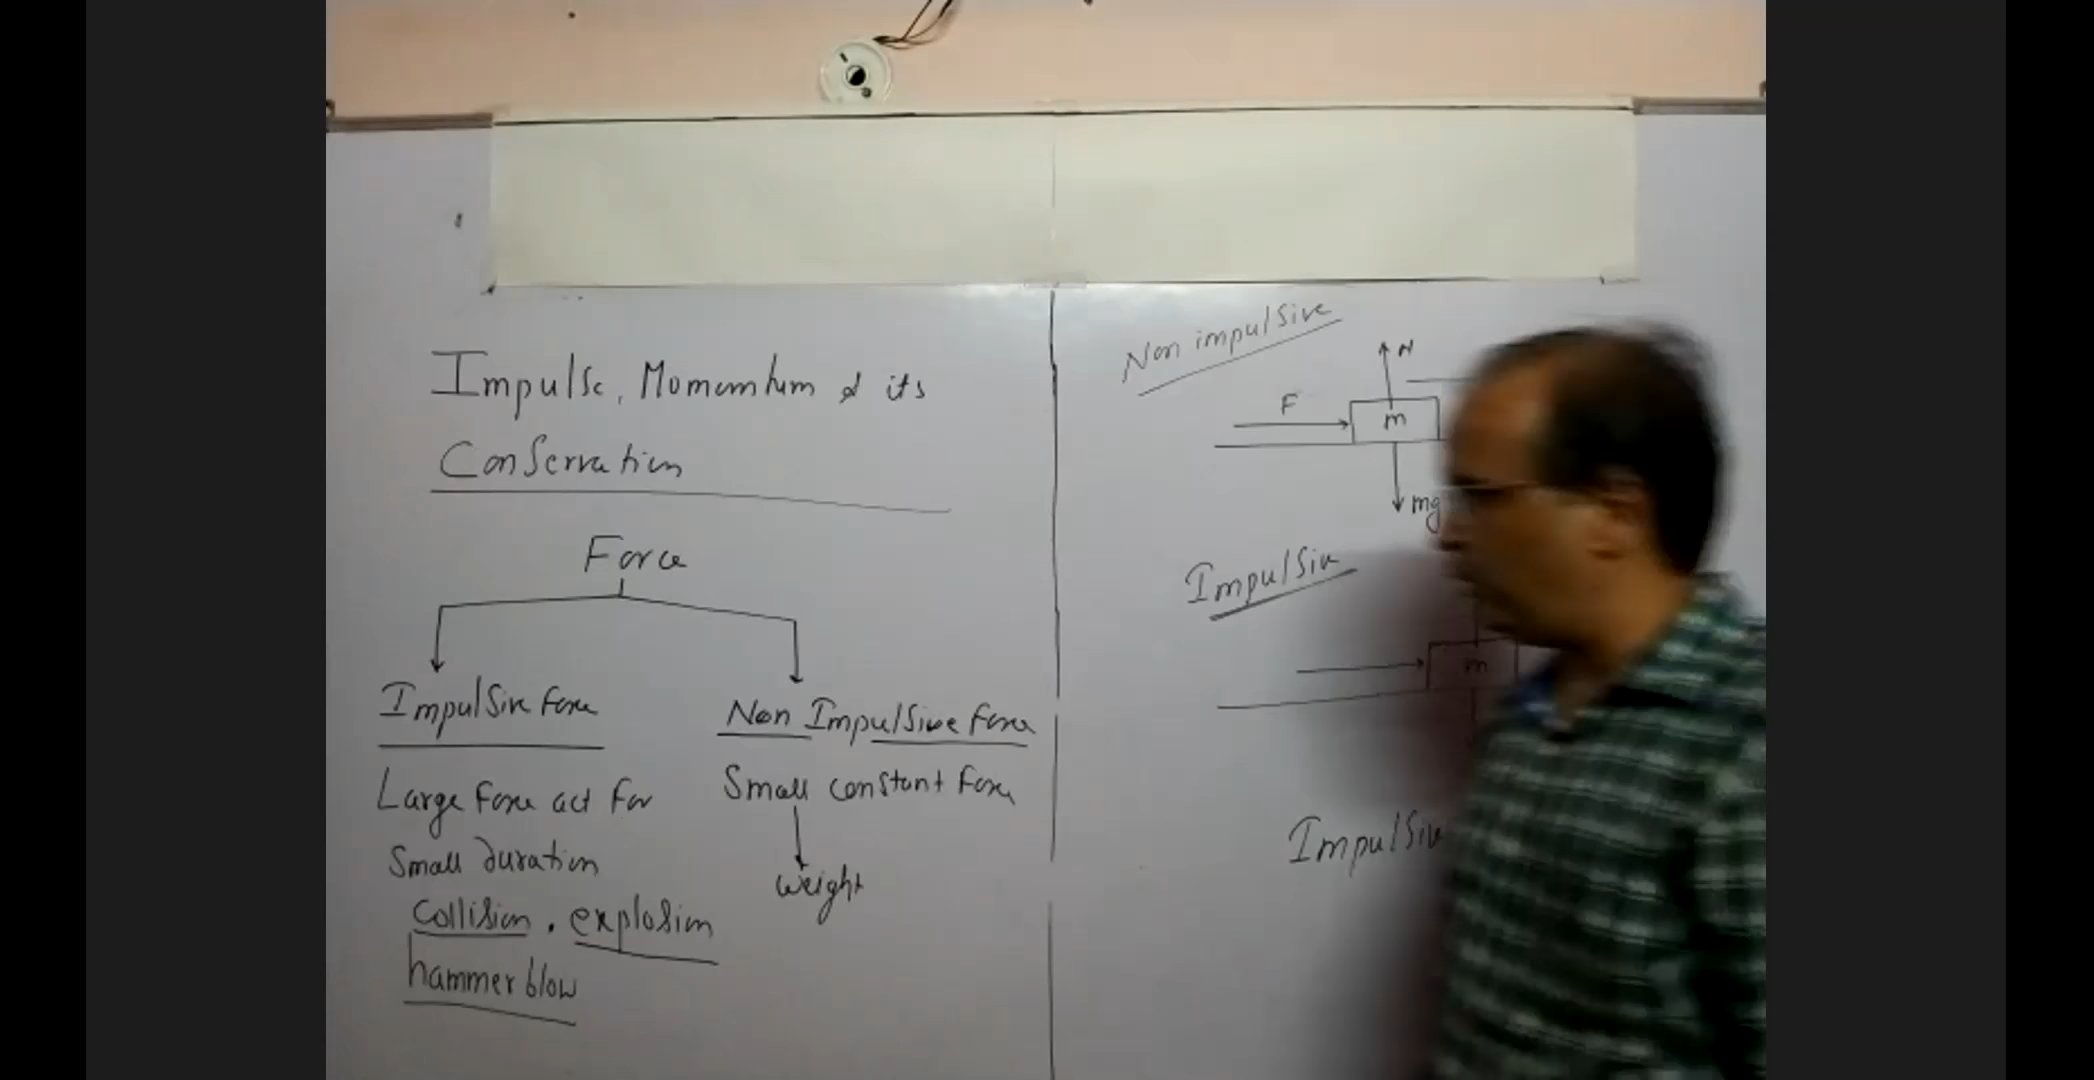 Impulse, Momentum & its
Conservation
Force
Impulsive force
Large force act for
Small duration
Collision, explosion
hammer blow
Non Impulsive force
Small constant force
weight
Non impulsive
N
F
m
mg
Impulsive
m
Impulsive